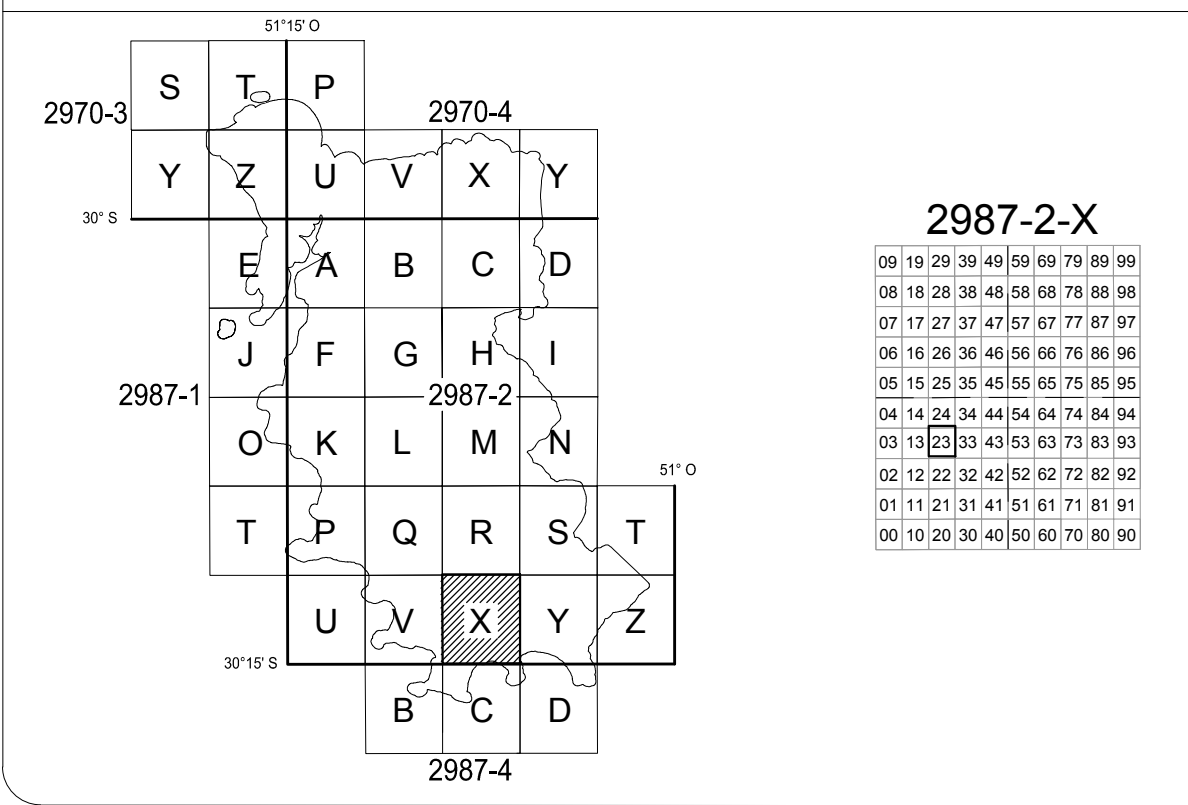 51°15' O
S T P
2970-3 2970-4
Y Z U V X Y
30° S
E A B C D
J F G H I
2987-1 2987-2
O K L M N
51° O
T P Q R S T
U V X Y Z
30°15' S
B C D
2987-4
2987-2-X
09 19 29 39 49 59 69 79 89 99
08 18 28 38 48 58 68 78 88 98
07 17 27 37 47 57 67 77 87 97
06 16 26 36 46 56 66 76 86 96
05 15 25 35 45 55 65 75 85 95
04 14 24 34 44 54 64 74 84 94
03 13 23 33 43 53 63 73 83 93
02 12 22 32 42 52 62 72 82 92
01 11 21 31 41 51 61 71 81 91
00 10 20 30 40 50 60 70 80 90